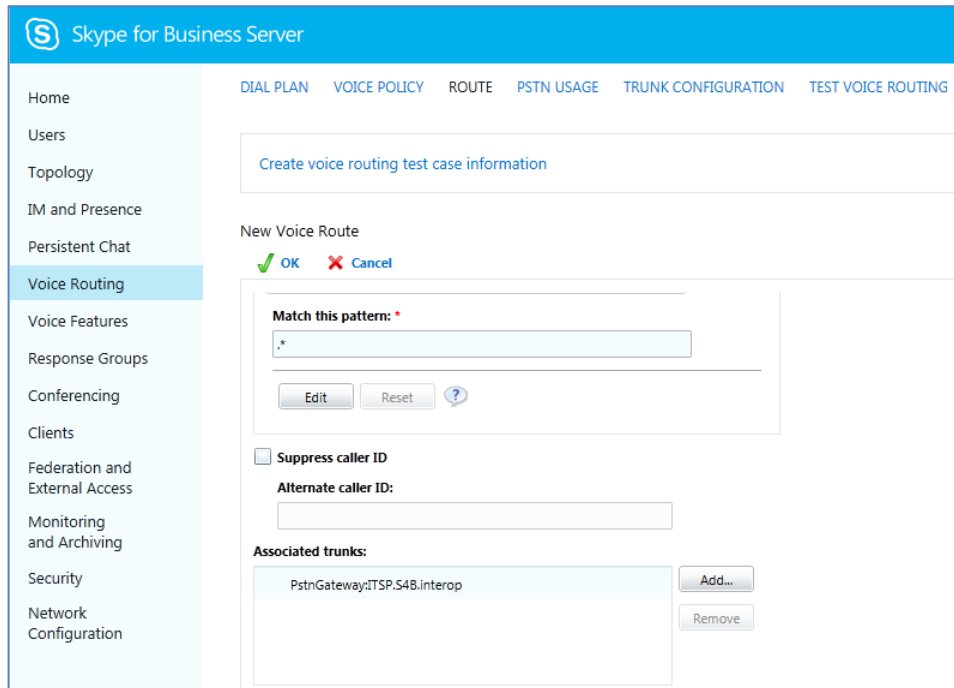 S Skype for Business Server
Home
Users
Topology
IM and Presence
Persistent Chat
Voice Routing
Voice Features
Response Groups
Conferencing
Clients
Federation and
External Access
Monitoring
and Archiving
Security
Network
Configuration
DIAL PLAN VOICE POLICY ROUTE PSTN USAGE TRUNK CONFIGURATION TEST VOICE ROUTING
Create voice routing test case information
New Voice Route
OK Cancel
Match this pattern: *
.*
Edit Reset ?
Suppress caller ID
Alternate caller ID:
Associated trunks:
PstnGateway:ITSP.S4B.interop
Add...
Remove